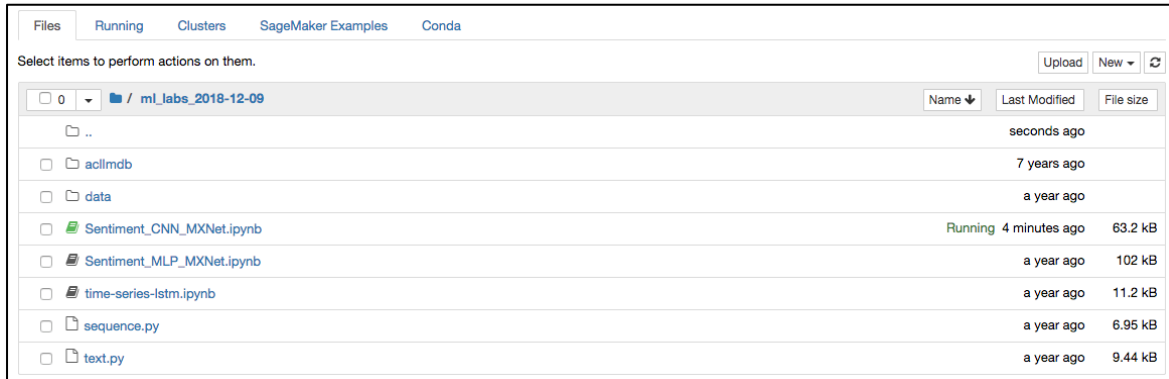 Files Running Clusters SageMaker Examples Conda
Select items to perform actions on them. Upload New
0 / ml_labs_2018-12-09 Name Last Modified File size
.. seconds ago
aclImdb 7 years ago
data a year ago
Sentiment_CNN_MXNet.ipynb Running 4 minutes ago 63.2 kB
Sentiment_MLP_MXNet.ipynb a year ago 102 kB
time-series-lstm.ipynb a year ago 11.2 kB
sequence.py a year ago 6.95 kB
text.py a year ago 9.44 kB